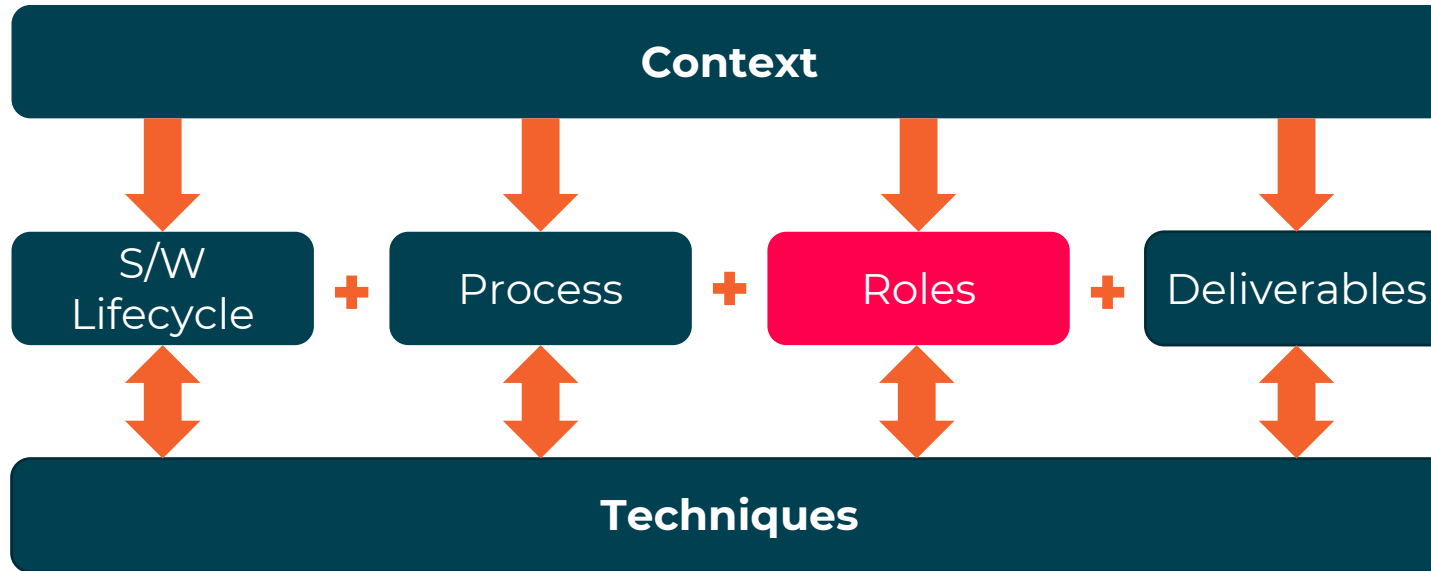 Context
S/W
Lifecycle
Process
Roles
Deliverables
Techniques